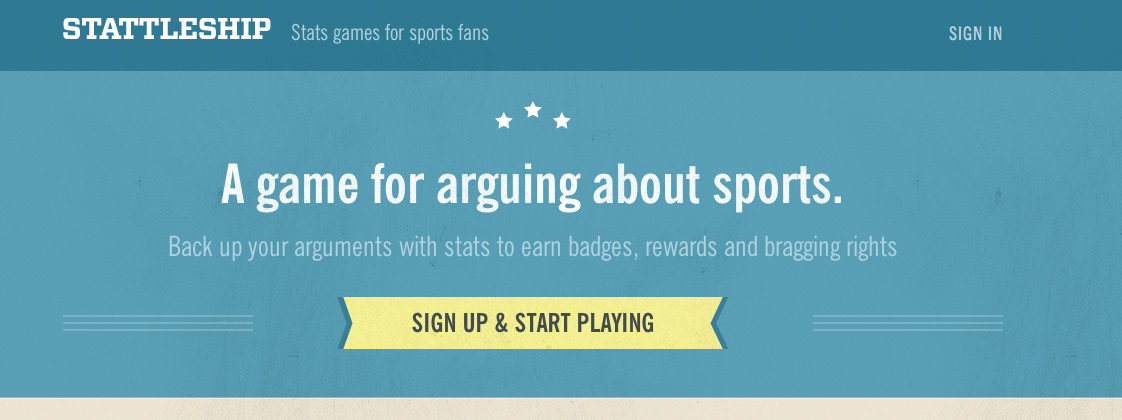 STATTLESHIP Stats games for sports fans SIGN IN
A game for arguing about sports.
Back up your arguments with stats to earn badges, rewards and bragging rights
SIGN UP & START PLAYING